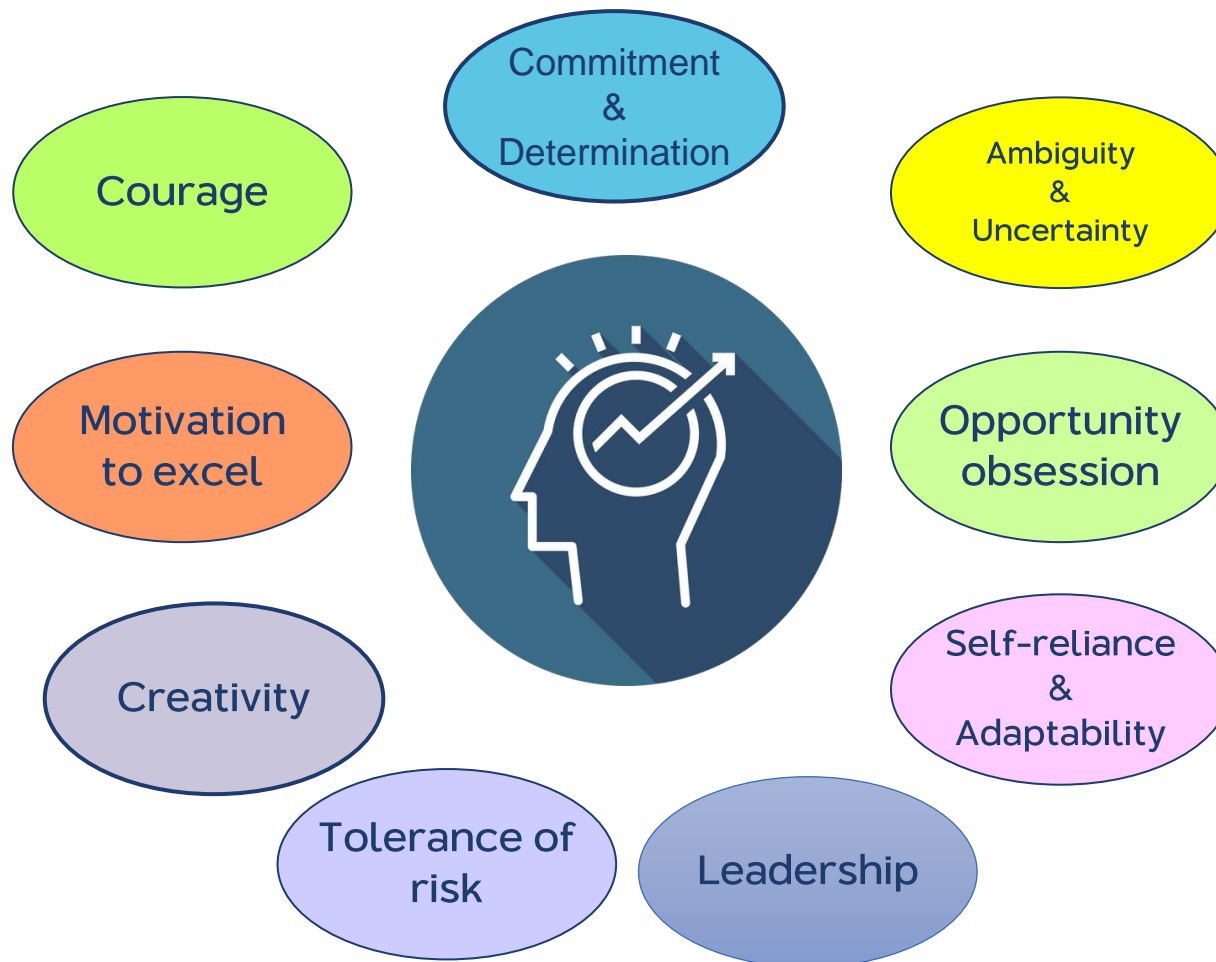 Commitment
&
Determination
Courage
Ambiguity
&
Uncertainty
Motivation
to excel
Opportunity
obsession
Creativity
Self-reliance
&
Adaptability
Tolerance of
risk
Leadership